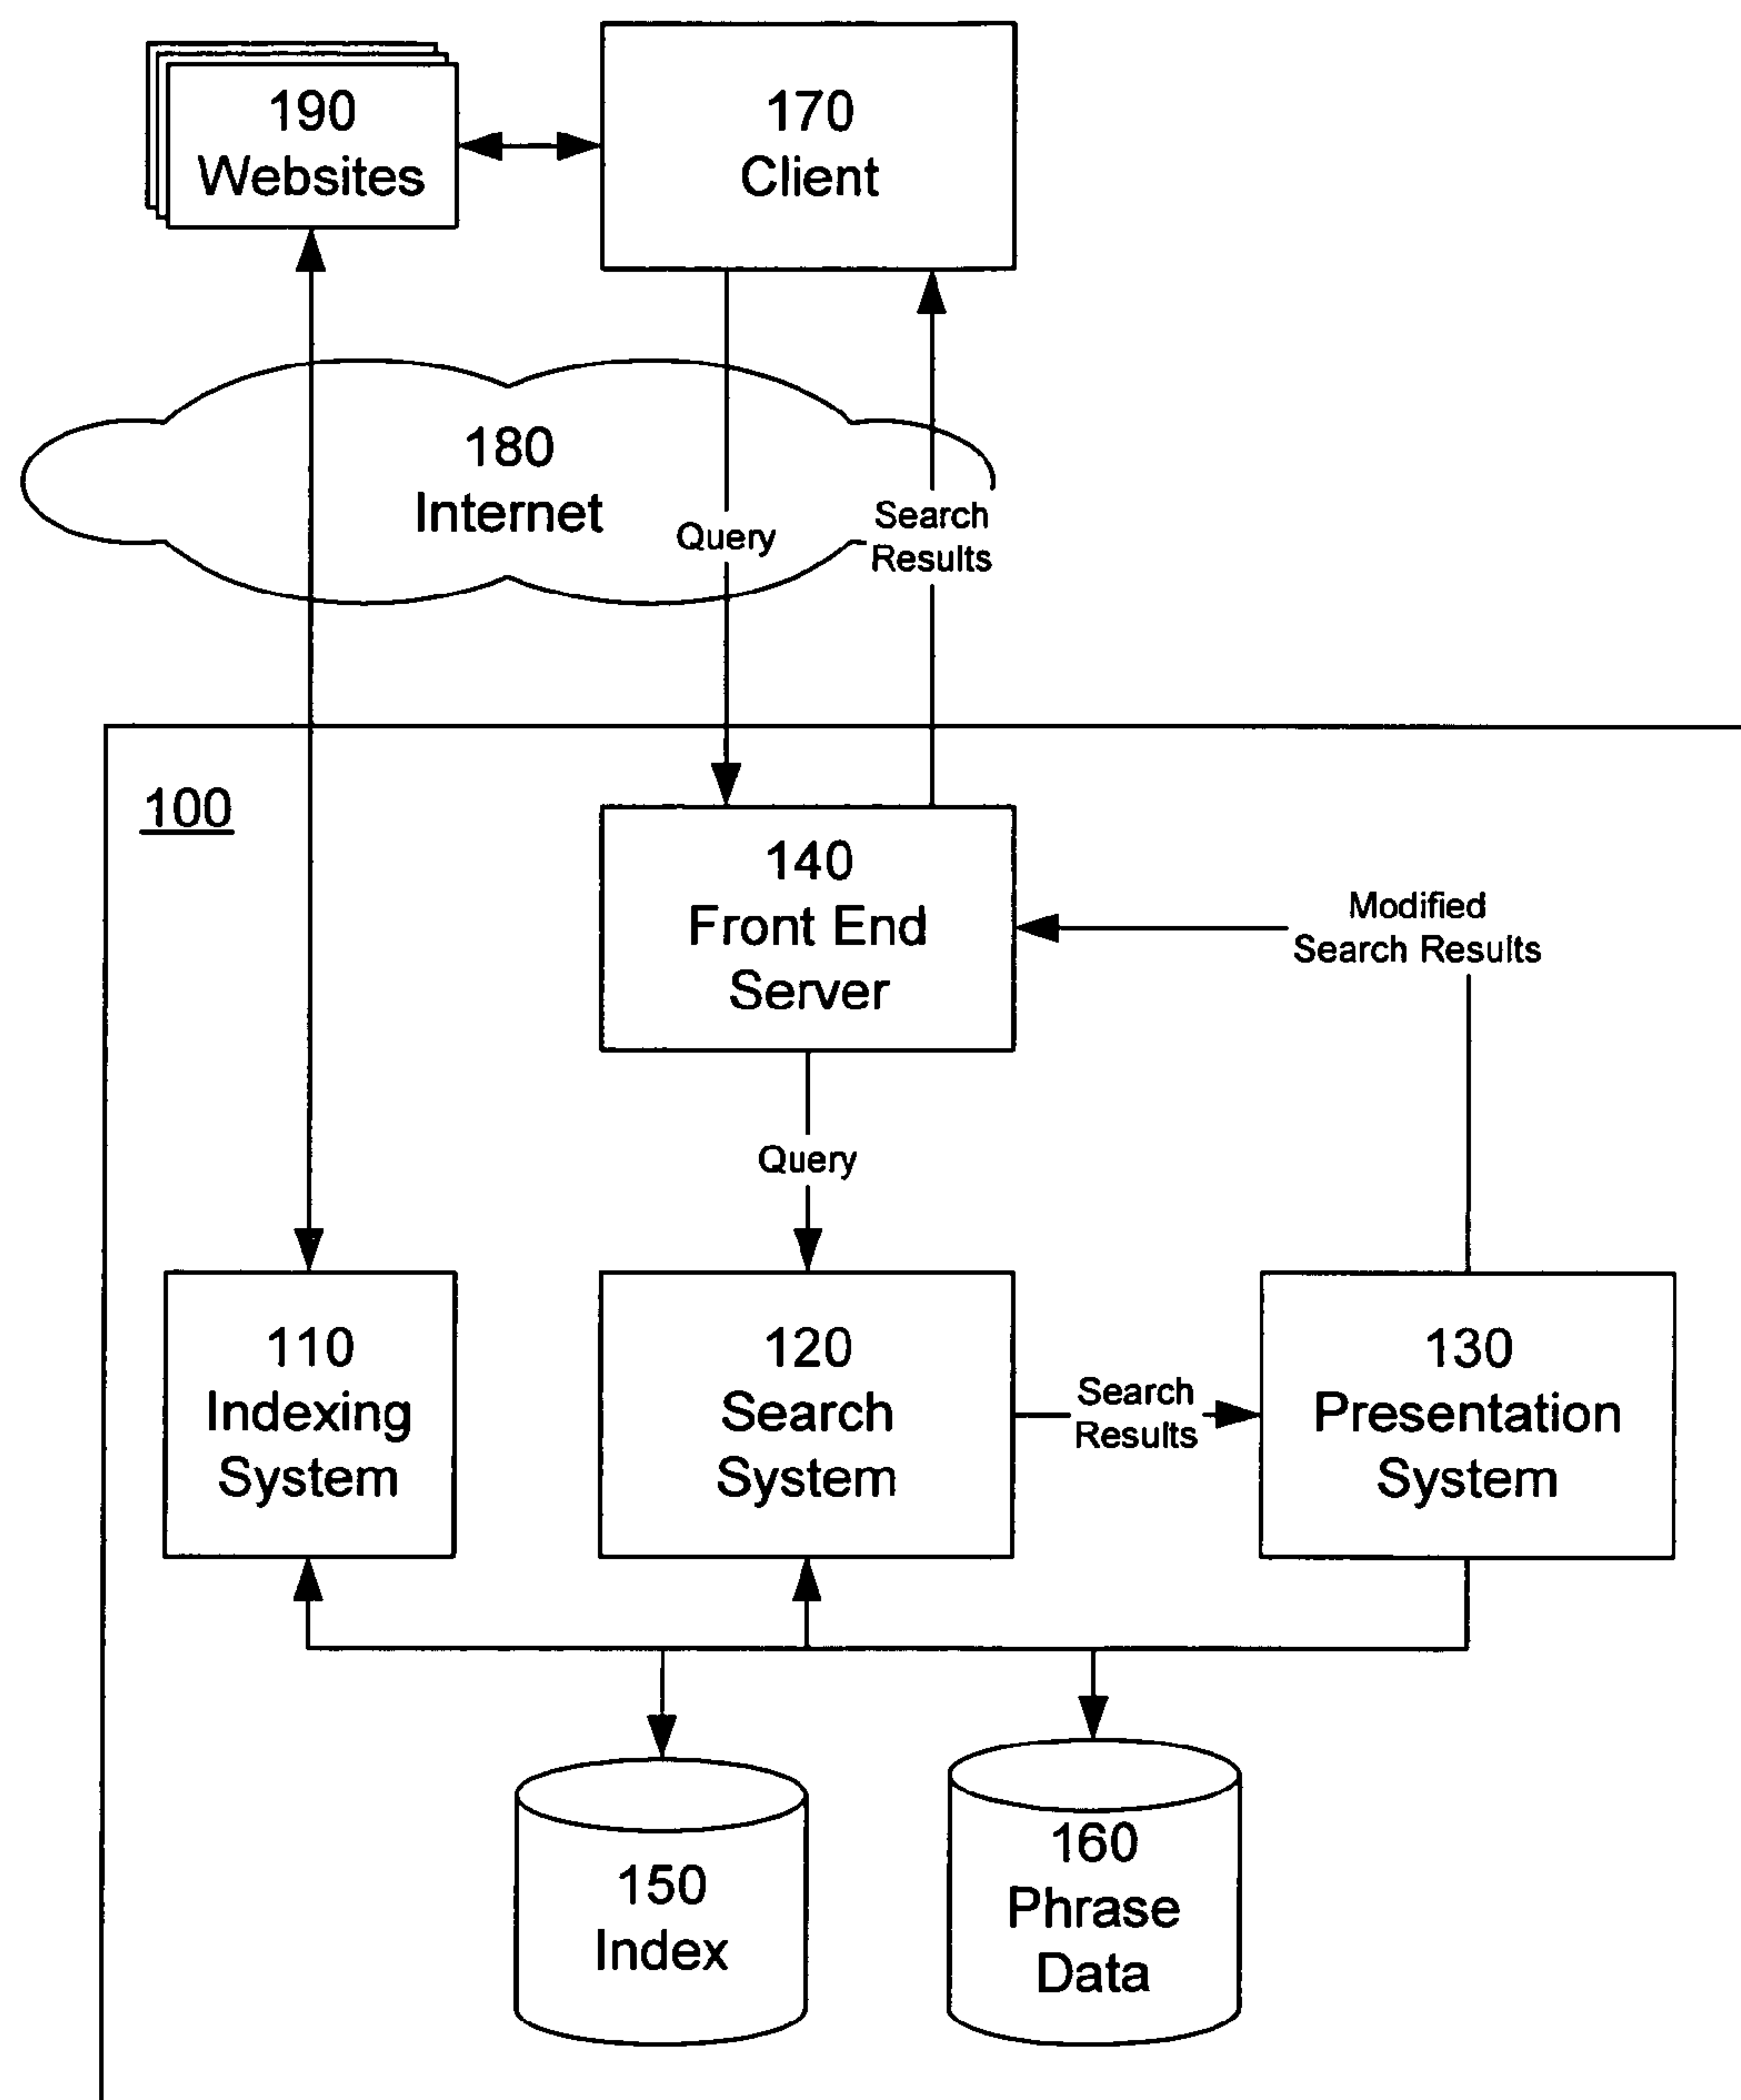 190
Websites
170
Client
180
Internet
Query
Search
Results
100
140
Front End
Server
Modified
Search Results
Query
110
Indexing
System
120
Search
System
Search
Results
130
Presentation
System
150
Index
160
Phrase
Data